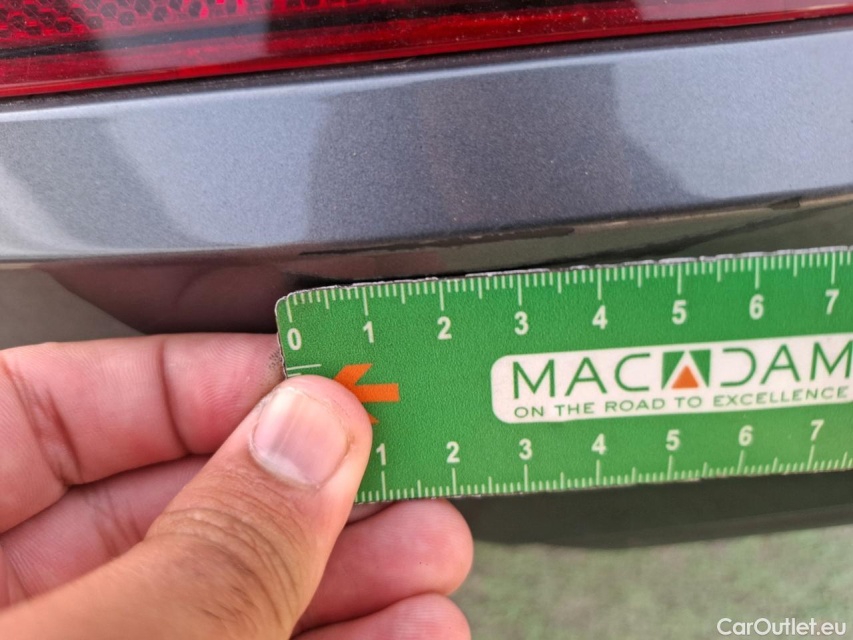 0 1 2 3 4 5 6 7
MACADAM
ON THE ROAD TO EXCELLENCE
1 2 3 4 5 6 7
CarOutlet.eu